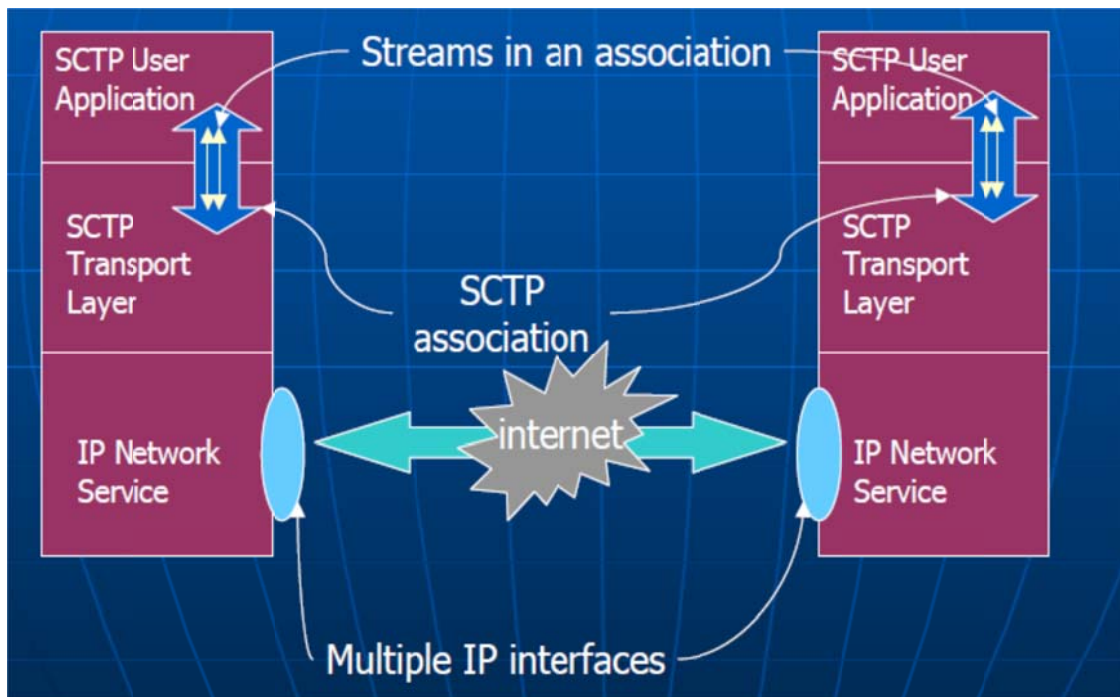 SCTP User
Application
Streams in an association
SCTP User
Application
SCTP
Transport
Layer
SCTP
association
SCTP
Transport
Layer
IP Network
Service
internet
IP Network
Service
Multiple IP interfaces